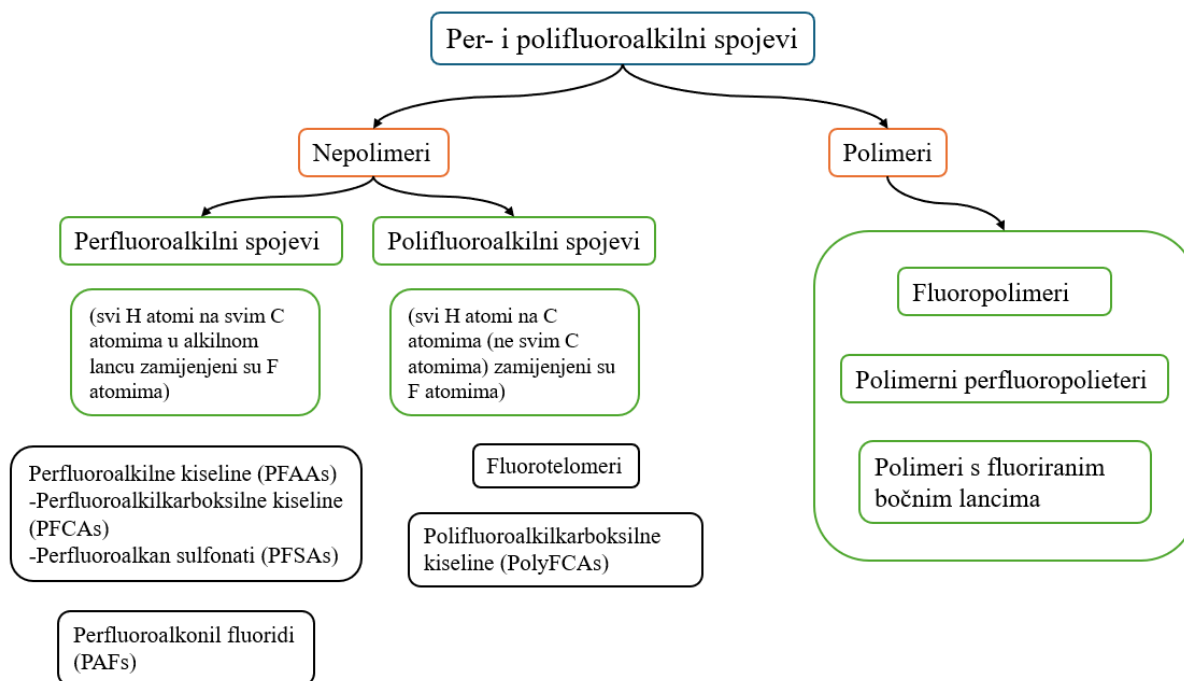 Per- i polifluoroalkilni spojevi
Nepolimeri
Polimeri
Perfluoroalkilni spojevi
Polifluoroalkilni spojevi
(svi H atomi na svim C
atomima u alkilnom
lancu zamijenjeni su F
atomima)
(svi H atomi na C
atomima (ne svim C
atomima) zamijenjeni su
F atomima)
Fluoropolimeri
Polimerni perfluoropolieteri
Polimeri s fluoriranim
bočnim lancima
Perfluoroalkilne kiseline (PFAAs)
-Perfluoroalkilkarboksilne kiseline
(PFCAs)
-Perfluoroalkan sulfonati (PFSAs)
Fluorotelomeri
Polifluoroalkilkarboksilne
kiseline (PolyFCAs)
Perfluoroalkonil fluoridi
(PAFs)